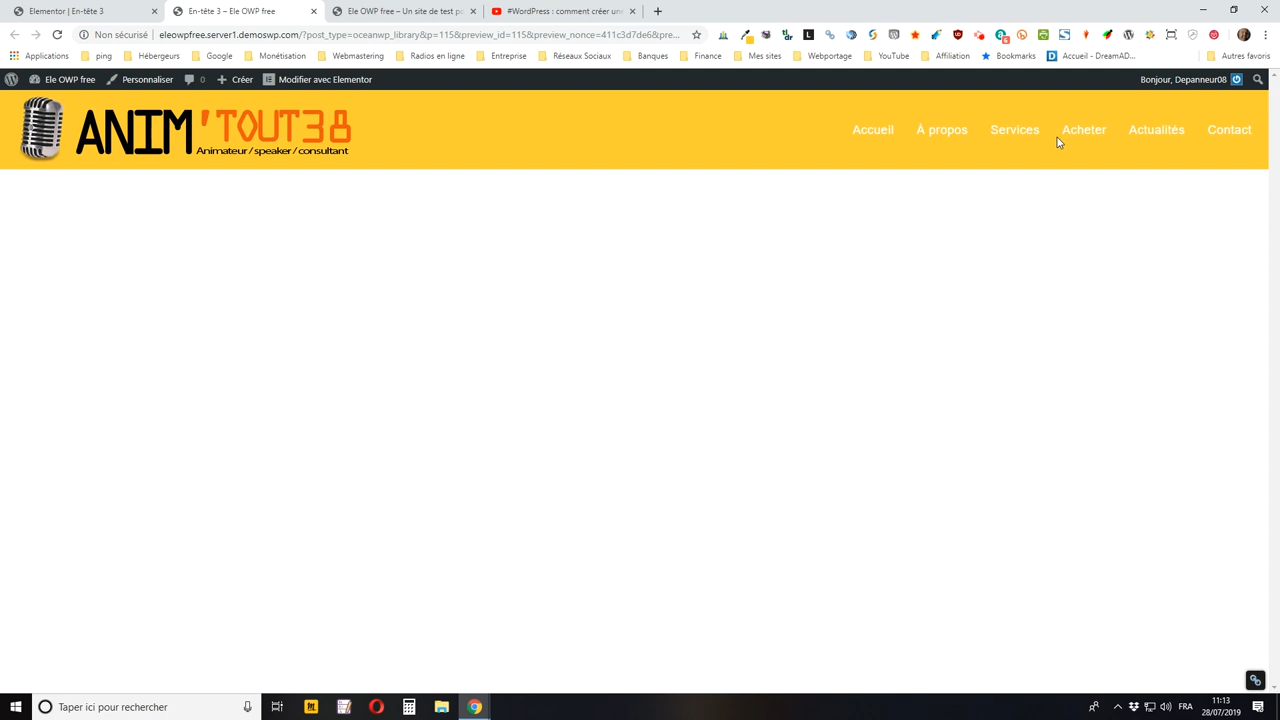 Elementor | En-tête 3
En-tête 3 – Ele OWP free
Ele OWP free – Un site de test po
#WordPress : comment créer une
Non sécurisé
eleowpfree.server1.demoswp.com/?post_type=oceanwp_library&p=115&preview_id=115&preview_nonce=411c3d7de6&pre...
Applications
ping
Hébergeurs
Google
Monétisation
Webmastering
Radios en ligne
Entreprise
Réseaux Sociaux
Banques
Finance
Mes sites
Webportage
YouTube
Affiliation
Bookmarks
Accueil - DreamAD...
Autres favoris
Ele OWP free
Personnaliser
0
Créer
Modifier avec Elementor
Bonjour, Depanneur08
ANIM'TOUT38
Animateur / speaker / consultant
Accueil
À propos
Services
Acheter
Actualités
Contact
Taper ici pour rechercher
FRA
11:13
28/07/2019